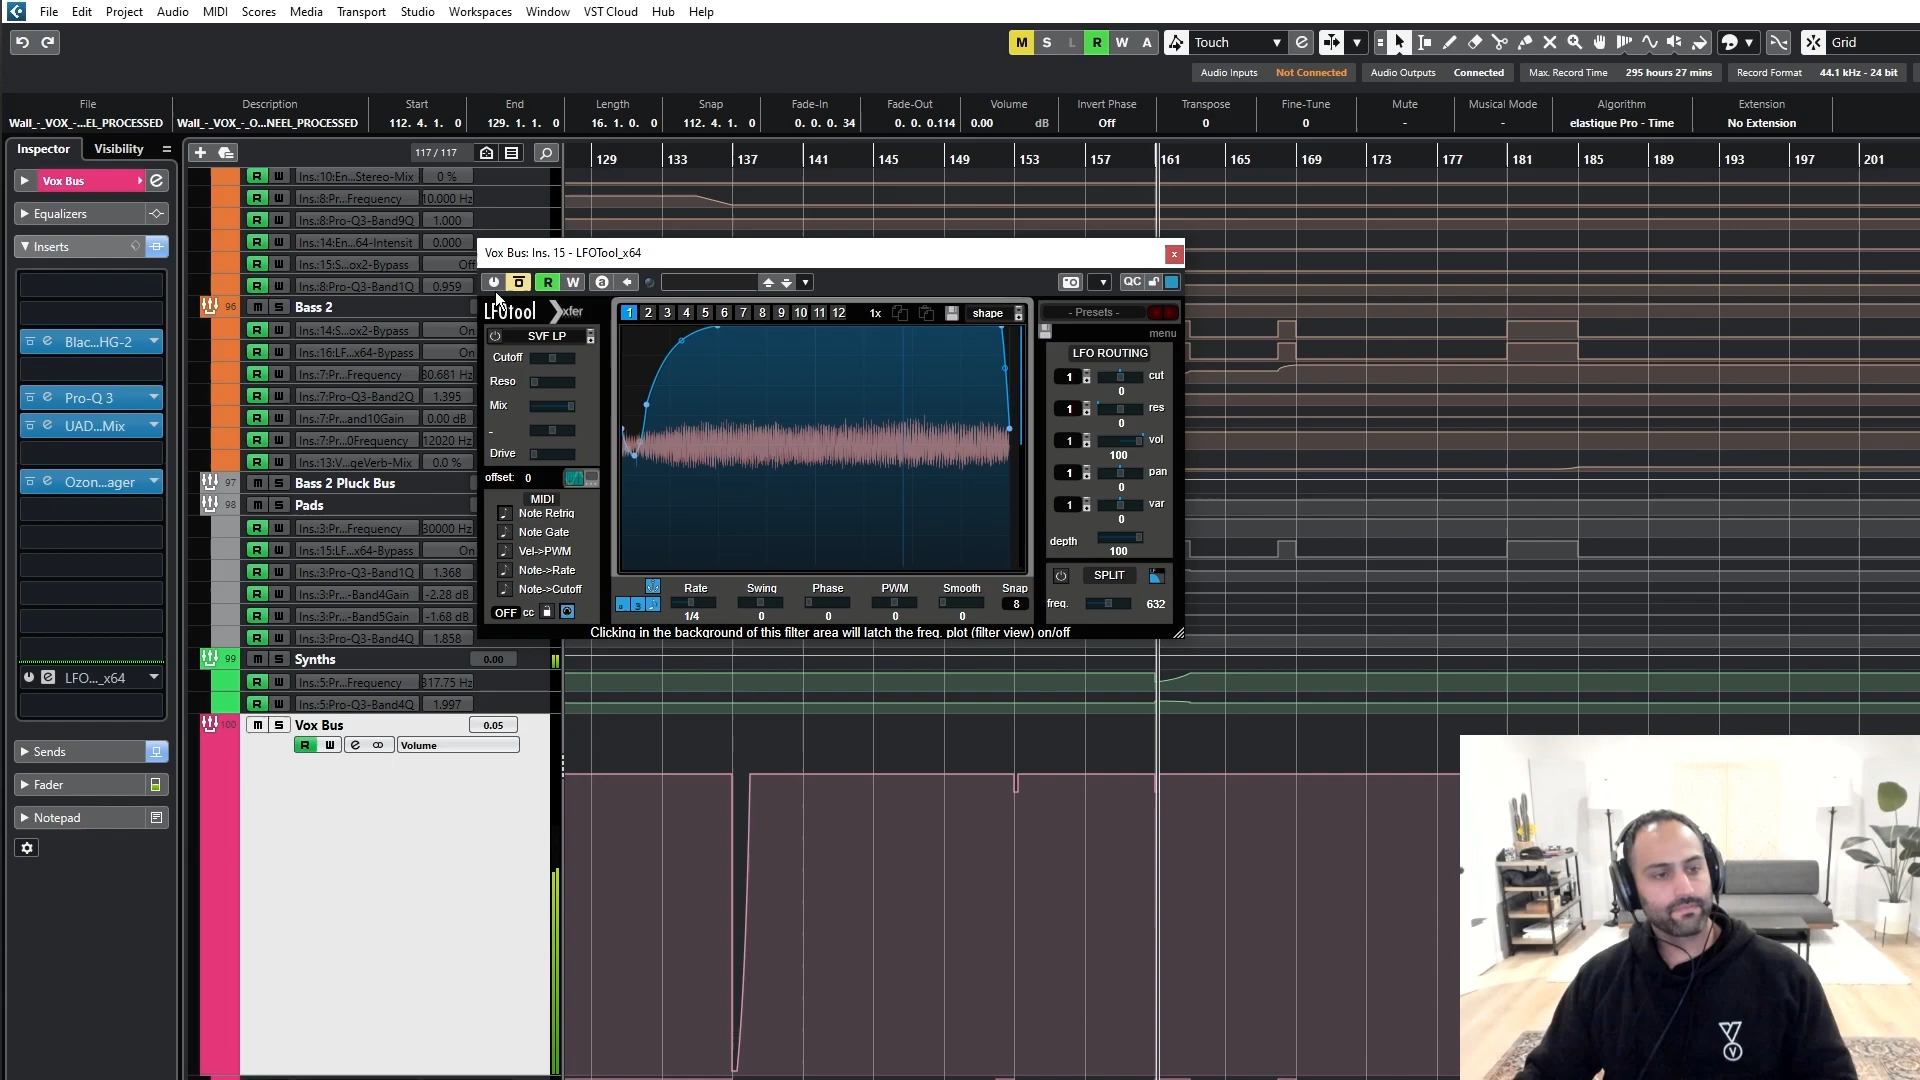 File Edit Project Audio MIDI Scores Media Transport Studio Workspaces Window VST Cloud Hub Help
M S L R W A Touch Grid
Audio Inputs Not Connected Audio Outputs Connected Max. Record Time 295 hours 27 mins Record Format 44.1 kHz - 24 bit
File Description Start End Length Snap Fade-In Fade-Out Volume Invert Phase Transpose Fine-Tune Mute Musical Mode Algorithm Extension
Wall_-_VOX_-...EL_PROCESSED Wall_-_VOX_-_O...NEEL_PROCESSED 112. 4. 1. 0 129. 1. 1. 0 16. 1. 0. 0 112. 4. 1. 0 0. 0. 0. 34 0. 0. 0.114 0.00 dB Off 0 0 - - elastique Pro - Time No Extension
Inspector Visibility 117 / 117
129 133 137 141 145 149 153 157 161 165 169 173 177 181 185 189 193 197 201
Vox Bus
Equalizers
Inserts
Blac...HG-2
Pro-Q 3
UAD...Mix
Ozon...ager
LFO..._x64
Sends
Fader
Notepad
R W Ins.:10:En...Stereo-Mix 0 %
R W Ins.:8:Pr...Frequency 10.000 Hz
R W Ins.:8:Pro-Q3-Band9Q 1.000
R W Ins.:14:En...64-Intensit 0.000
R W Ins.:15:S...ox2-Bypass Off
R W Ins.:8:Pro-Q3-Band1Q 0.959
96 M S Bass 2
R W Ins.:14:S...ox2-Bypass On
R W Ins.:16:LF...x64-Bypass On
R W Ins.:7:Pr...Frequency 80.681 Hz
R W Ins.:7:Pro-Q3-Band2Q 1.395
R W Ins.:7:Pr...and10Gain 0.00 dB
R W Ins.:7:Pr...0Frequency 12020 Hz
R W Ins.:13:V...geVerb-Mix 0.0 %
97 M S Bass 2 Pluck Bus
98 M S Pads
R W Ins.:3:Pr...Frequency 30000 Hz
R W Ins.:15:LF...x64-Bypass On
R W Ins.:3:Pro-Q3-Band1Q 1.368
R W Ins.:3:Pr...-Band4Gain -2.28 dB
R W Ins.:3:Pr...-Band5Gain -1.68 dB
R W Ins.:3:Pro-Q3-Band4Q 1.858
99 M S Synths 0.00
R W Ins.:5:Pr...Frequency 317.75 Hz
R W Ins.:5:Pro-Q3-Band4Q 1.997
100 M S Vox Bus 0.05
R W Volume
Vox Bus: Ins. 15 - LFOTool_x64 x
R W QC
LFOtool xfer
1 2 3 4 5 6 7 8 9 10 11 12 1x shape
- Presets -
menu
SVF LP
Cutoff
Reso
Mix
-
Drive
offset: 0
MIDI
Note Retrig
Note Gate
Vel->PWM
Note->Rate
Note->Cutoff
OFF cc
LFO ROUTING
1 cut
0
1 res
0
1 vol
100
1 pan
0
1 var
0
depth
100
SPLIT
freq. 632
Rate Swing Phase PWM Smooth Snap
1/4 0 0 0 0 8
Clicking in the background of this filter area will latch the freq. plot (filter view) on/off